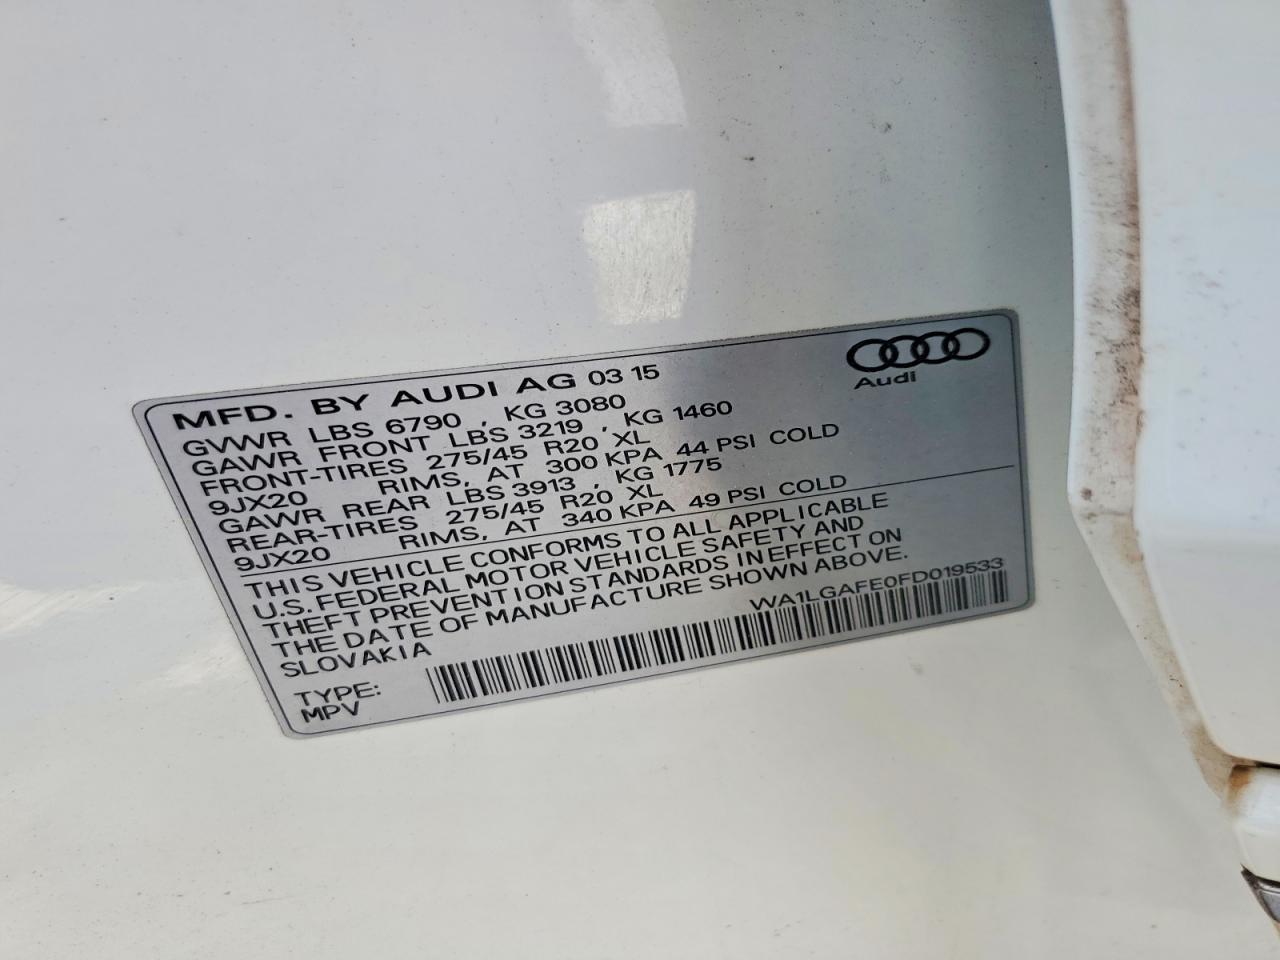 Audi
MFD. BY AUDI AG 03 15
GVWR LBS 6790 , KG 3080
GAWR FRONT LBS 3219 , KG 1460
FRONT-TIRES 275/45 R20 XL
9JX20 RIMS, AT 300 KPA 44 PSI COLD
GAWR REAR LBS 3913 , KG 1775
REAR-TIRES 275/45 R20 XL
9JX20 RIMS, AT 340 KPA 49 PSI COLD
THIS VEHICLE CONFORMS TO ALL APPLICABLE
U.S. FEDERAL MOTOR VEHICLE SAFETY AND
THEFT PREVENTION STANDARDS IN EFFECT ON
THE DATE OF MANUFACTURE SHOWN ABOVE.
SLOVAKIA
WA1LGAFE0FD019533
TYPE:
MPV